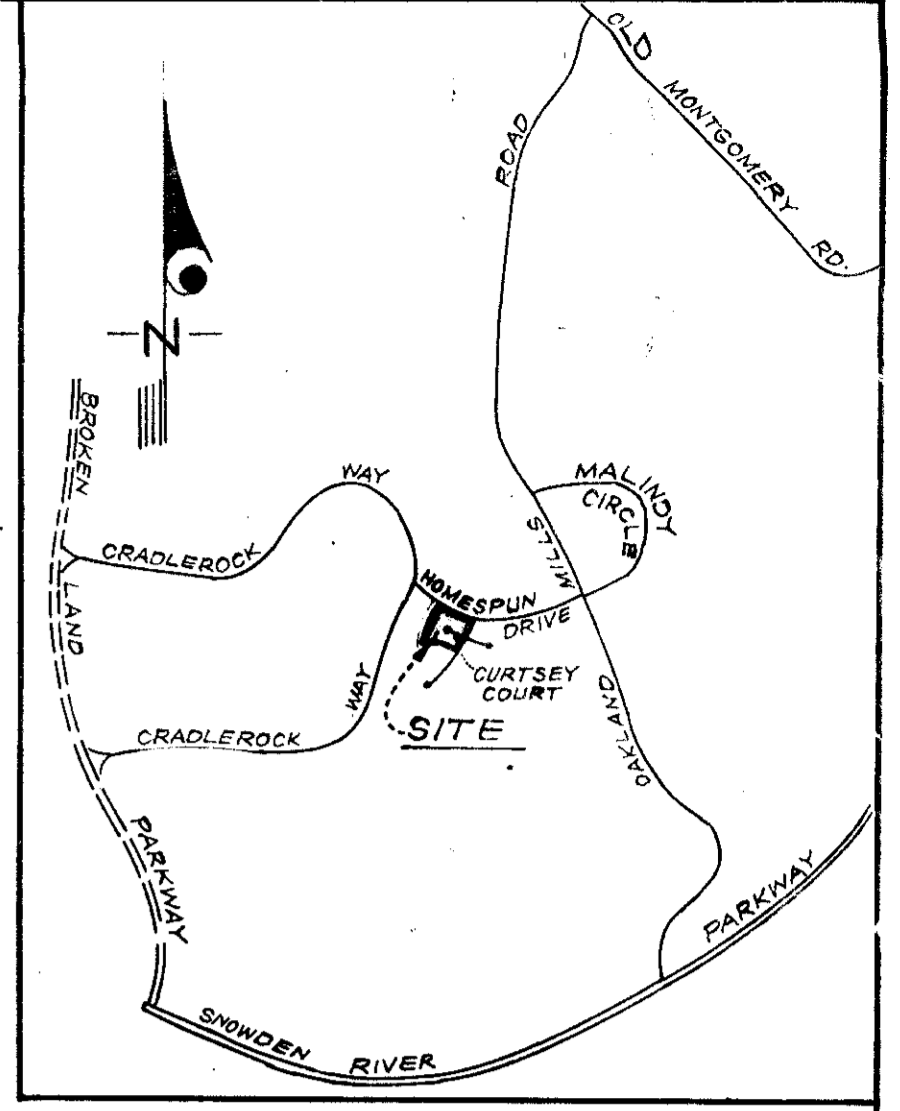 OLD MONTGOMERY RD.
ROAD
N
BROKEN
WAY
MALINDY
CIRCLE
MILLS
CRADLEROCK
LAND
HOMESPUN
DRIVE
CURTSEY
COURT
WAY
OAKLAND
SITE
CRADLEROCK
PARKWAY
PARKWAY
SNOWDEN RIVER